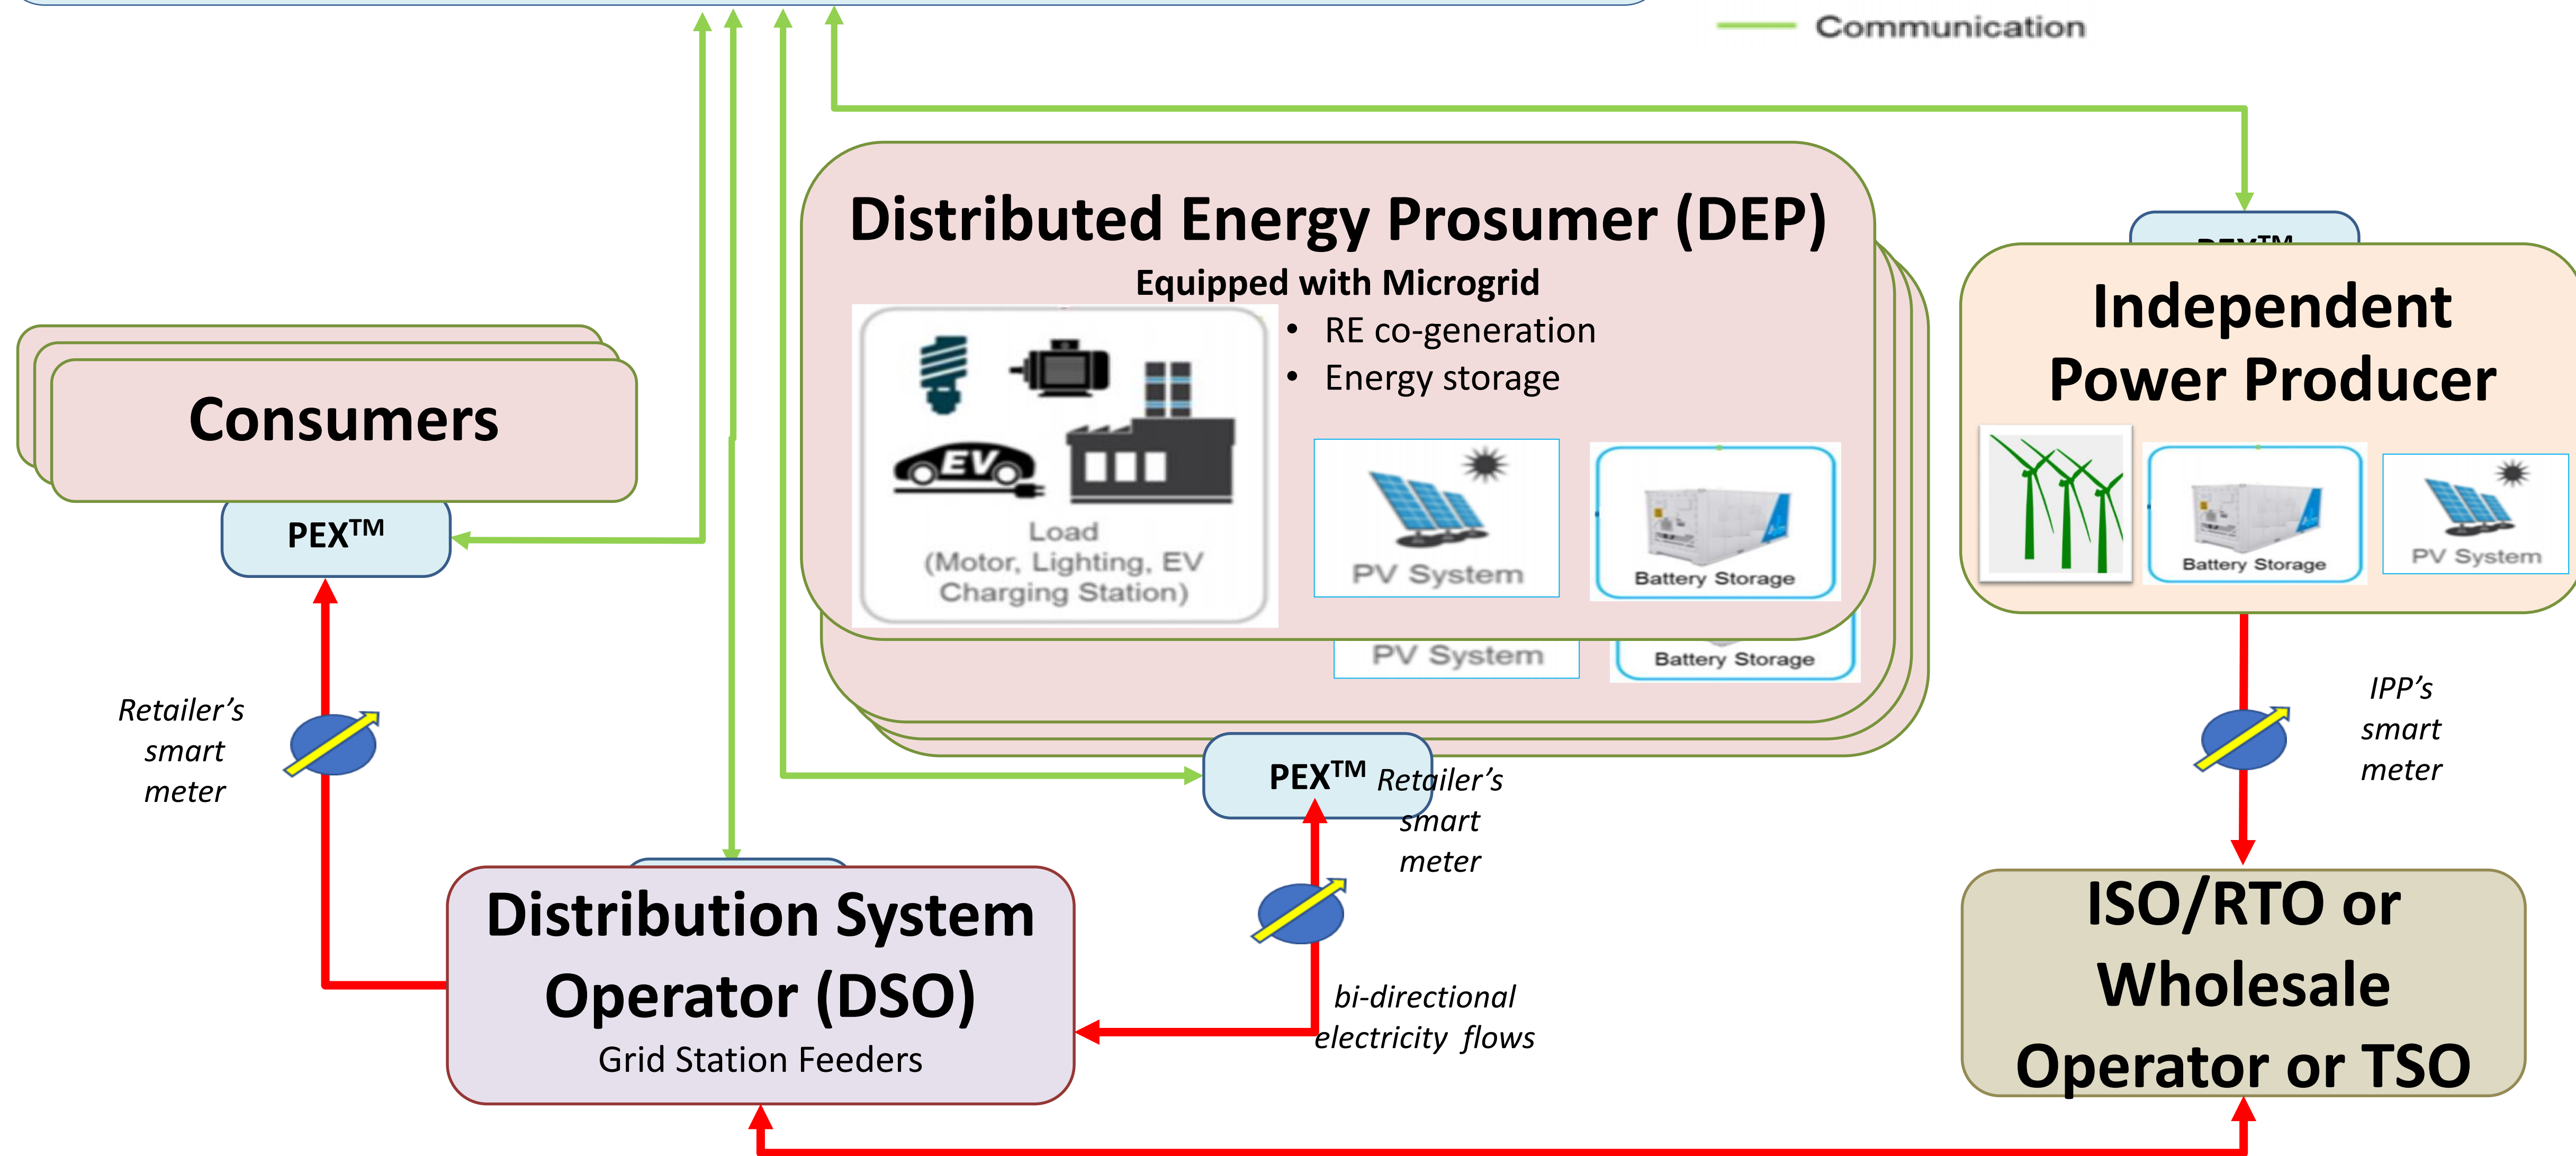 Communication
Distributed Energy Prosumer (DEP)
Equipped with Microgrid
• RE co-generation
• Energy storage
EV
Load
(Motor, Lighting, EV
Charging Station)
PV System
Battery Storage
PV System
Battery Storage
PEX™
Independent
Power Producer
Battery Storage
PV System
Consumers
PEX™
Retailer's
smart
meter
PEX™
Retailer's
smart
meter
IPP's
smart
meter
Distribution System
Operator (DSO)
Grid Station Feeders
bi-directional
electricity flows
ISO/RTO or
Wholesale
Operator or TSO